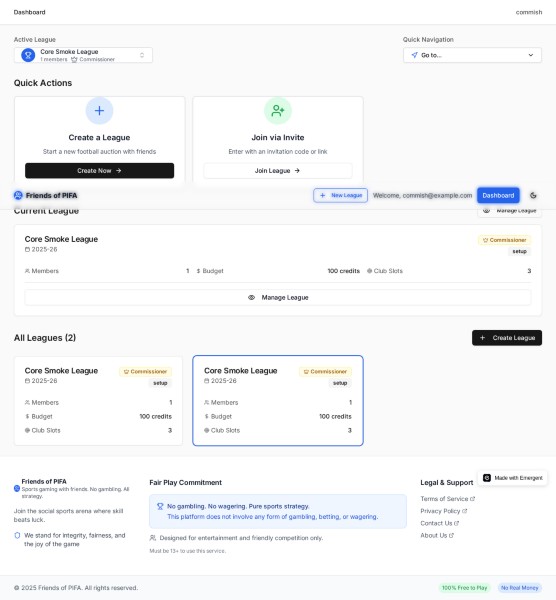 Dashboard
commish
Active League
Quick Navigation
Core Smoke League
1 members Commissioner
Go to...
Quick Actions
Create a League
Start a new football auction with friends
Create Now →
Join via Invite
Enter with an invitation code or link
Join League →
Friends of PIFA
+ New League
Welcome, commish@example.com
Dashboard
Current League
Manage League
Core Smoke League
Commissioner
2025-26
setup
Members 1
$ Budget 100 credits
Club Slots 3
Manage League
All Leagues (2)
+ Create League
Core Smoke League
Commissioner
2025-26
setup
Members 1
$ Budget 100 credits
Club Slots 3
Core Smoke League
Commissioner
2025-26
setup
Members 1
$ Budget 100 credits
Club Slots 3
Friends of PIFA
Sports gaming with friends. No gambling. All
strategy.
Join the social sports arena where skill
beats luck.
We stand for integrity, fairness, and
the joy of the game
Fair Play Commitment
No gambling. No wagering. Pure sports strategy.
This platform does not involve any form of gambling, betting, or wagering.
Designed for entertainment and friendly competition only.
Must be 13+ to use this service.
Legal & Support
Made with Emergent
Terms of Service
Privacy Policy
Contact Us
About Us
© 2025 Friends of PIFA. All rights reserved.
100% Free to Play
No Real Money